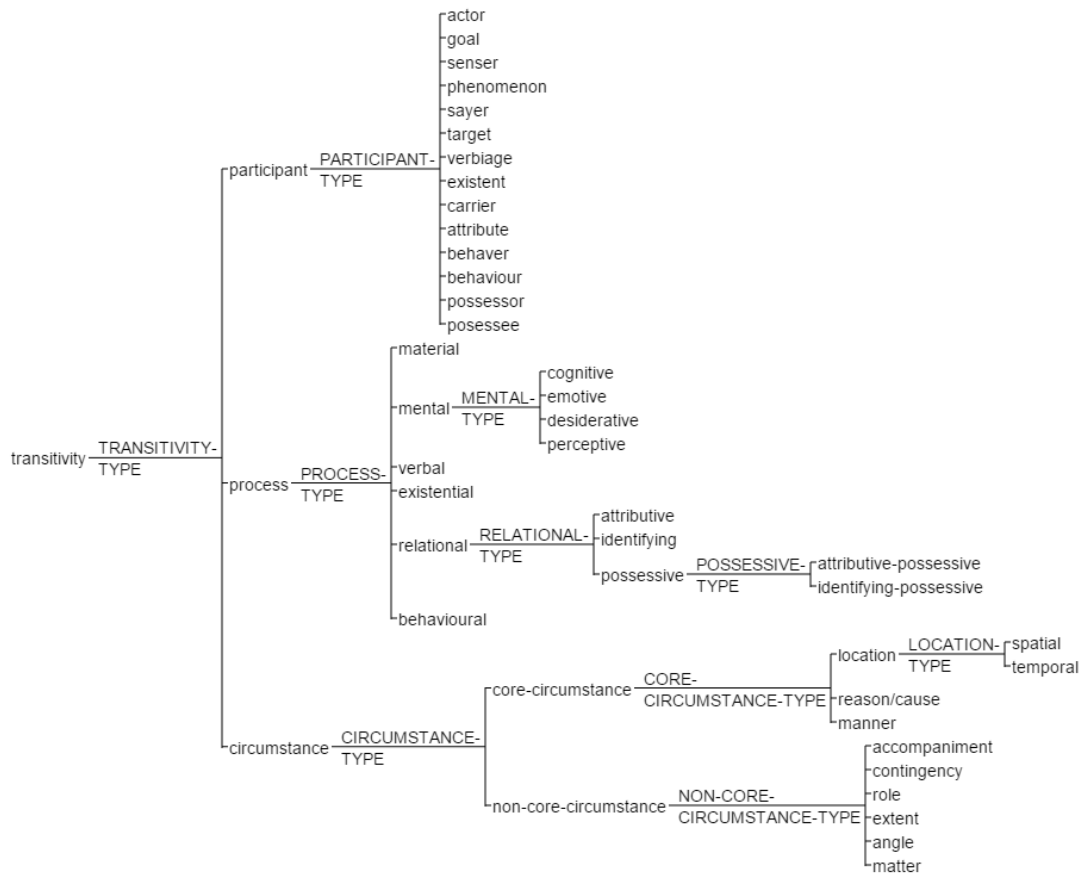 actor
goal
senser
phenomenon
sayer
target
participant PARTICIPANT- verbiage
TYPE existent
carrier
attribute
behaver
behaviour
possessor
posessee
material
cognitive
mental MENTAL- emotive
TYPE desiderative
perceptive
transitivity TRANSITIVITY-
TYPE
verbal
process PROCESS- existential
TYPE
attributive
relational RELATIONAL- identifying
TYPE possessive POSSESSIVE- attributive-possessive
TYPE identifying-possessive
behavioural
location LOCATION- spatial
TYPE temporal
core-circumstance CORE-
CIRCUMSTANCE-TYPE reason/cause
manner
circumstance CIRCUMSTANCE-
TYPE
accompaniment
contingency
non-core-circumstance NON-CORE- role
CIRCUMSTANCE-TYPE extent
angle
matter